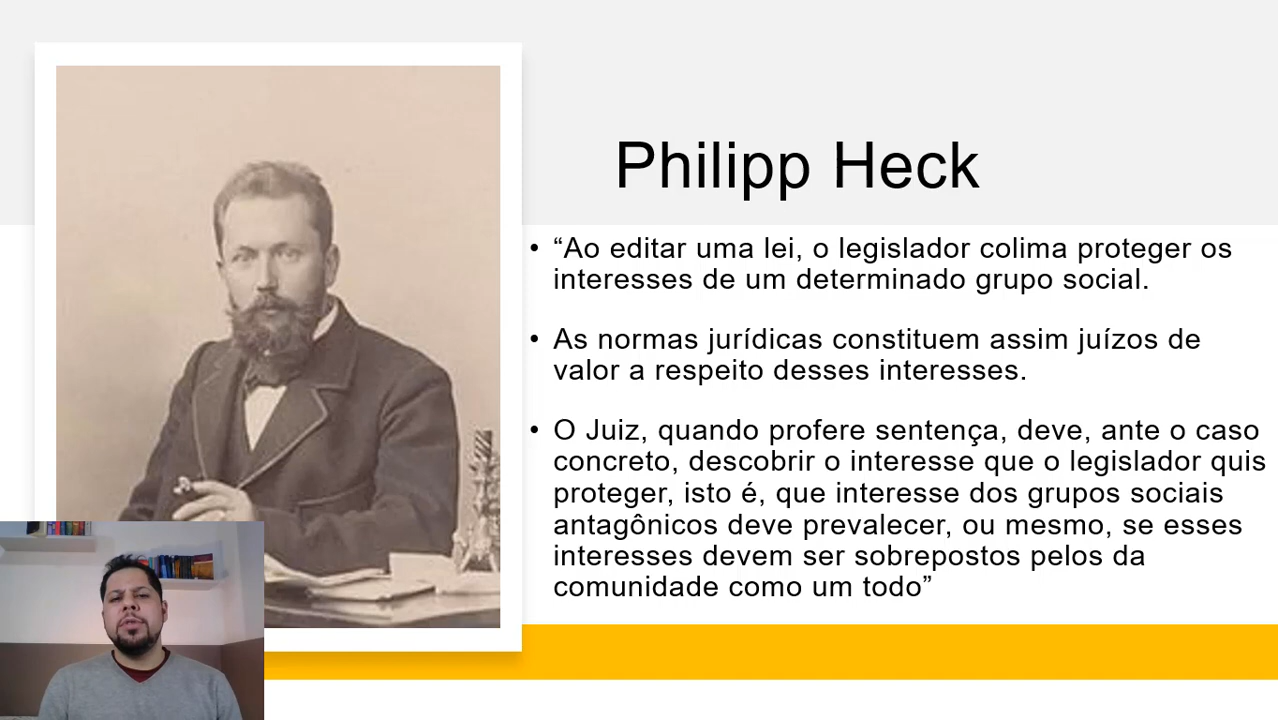 Philipp Heck
• “Ao editar uma lei, o legislador colima proteger os
interesses de um determinado grupo social.
• As normas jurídicas constituem assim juízos de
valor a respeito desses interesses.
• O Juiz, quando profere sentença, deve, ante o caso
concreto, descobrir o interesse que o legislador quis
proteger, isto é, que interesse dos grupos sociais
antagônicos deve prevalecer, ou mesmo, se esses
interesses devem ser sobrepostos pelos da
comunidade como um todo”